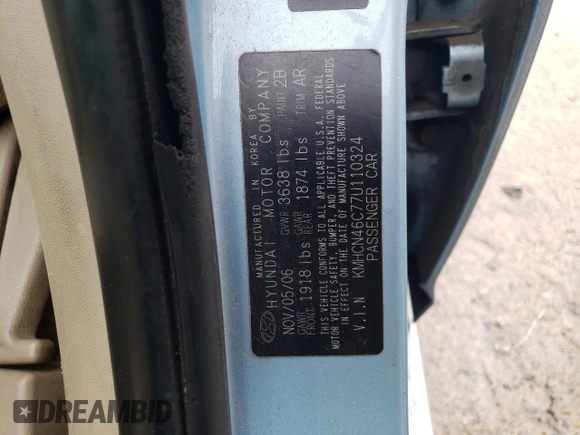 MANUFACTURED IN KOREA BY
HYUNDAI MOTOR COMPANY
NOV/05/06 GVWR 3638 lbs PAINT 2B
GAWR FRONT 1918 lbs GAWR REAR 1874 lbs TRIM AR
THIS VEHICLE CONFORMS TO ALL APPLICABLE U.S.A. FEDERAL
MOTOR VEHICLE SAFETY, BUMPER, AND THEFT PREVENTION STANDARDS
IN EFFECT ON THE DATE OF MANUFACTURE SHOWN ABOVE
V.I.N KMHCN46C77U110324
PASSENGER CAR
DREAMBID